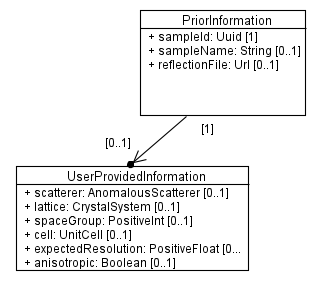 PriorInformation
+ sampleId: Uuid [1]
+ sampleName: String [0..1]
+ reflectionFile: Url [0..1]
[1]
[0..1]
UserProvidedInformation
+ scatterer: AnomalousScatterer [0..1]
+ lattice: CrystalSystem [0..1]
+ spaceGroup: PositiveInt [0..1]
+ cell: UnitCell [0..1]
+ expectedResolution: PositiveFloat [0...
+ anisotropic: Boolean [0..1]